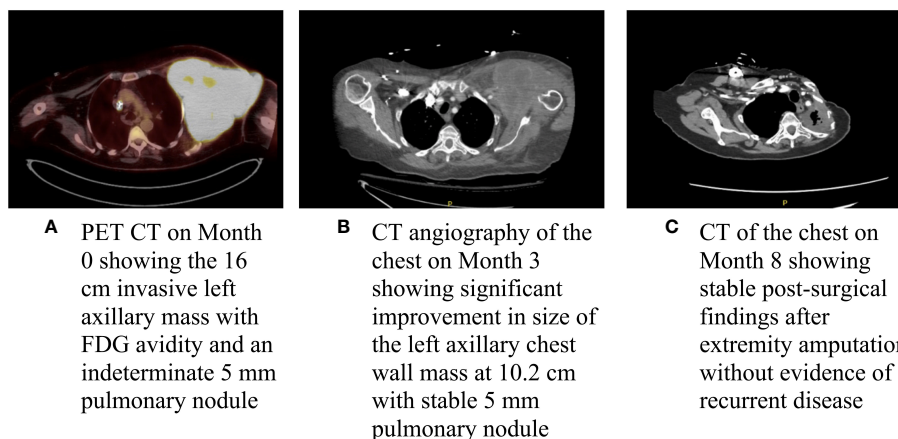 P
P
A PET CT on Month
0 showing the 16
cm invasive left
axillary mass with
FDG avidity and an
indeterminate 5 mm
pulmonary nodule
B CT angiography of the
chest on Month 3
showing significant
improvement in size of
the left axillary chest
wall mass at 10.2 cm
with stable 5 mm
pulmonary nodule
C CT of the chest on
Month 8 showing
stable post-surgical
findings after
extremity amputatio
without evidence of
recurrent disease